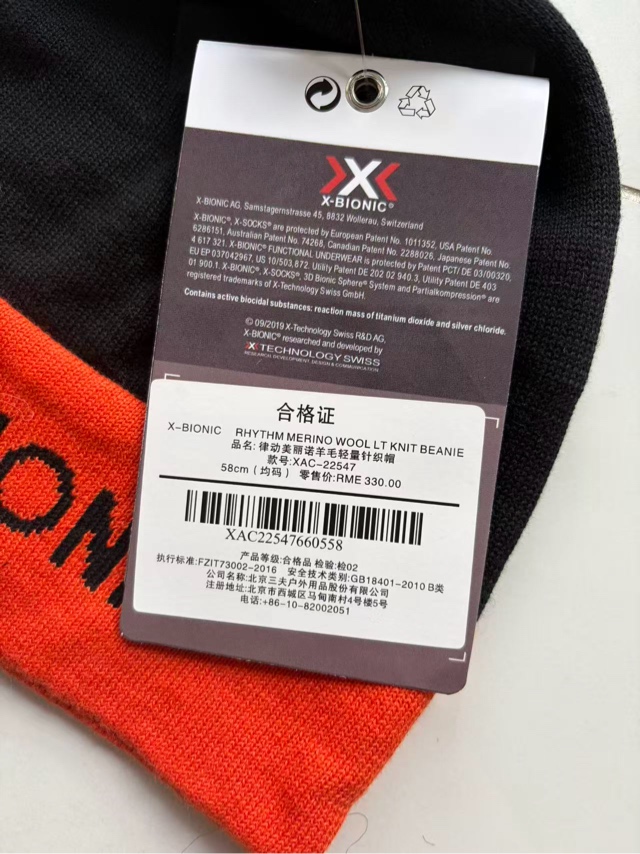 X-BIONIC®
X-BIONIC AG, Samstagernstrasse 45, 8832 Wollerau, Switzerland
X-BIONIC®, X-SOCKS® are protected by European Patent No. 1011352, USA Patent No.
6286151, Australian Patent No. 74268, Canadian Patent No. 2288026, Japanese Patent No.
4 617 321. X-BIONIC® FUNCTIONAL UNDERWEAR is protected by Patent PCT/ DE 03/00320,
EU EP 037042967, US 10/503,872. Utility Patent DE 202 02 940.3, Utility Patent DE 403
01 900.1. X-BIONIC®, X-SOCKS®, 3D Bionic Sphere® System and Partialkompression® are
registered trademarks of X-Technology Swiss GmbH.
Contains active biocidal substances: reaction mass of titanium dioxide and silver chloride.
© 09/2019 X-Technology Swiss R&D AG,
X-BIONIC® researched and developed by
X TECHNOLOGY SWISS
RESEARCH, DEVELOPMENT, DESIGN & COMMUNICATION
合格证
X-BIONIC RHYTHM MERINO WOOL LT KNIT BEANIE
品名: 律动美丽诺羊毛轻量针织帽
款号:XAC-22547
58cm (均码) 零售价:RME 330.00
XAC22547660558
产品等级:合格品 检验:检02
执行标准:FZIT73002-2016 安全技术类别:GB18401-2010 B类
公司名称:北京三夫户外用品股份有限公司
注册地址:北京市西城区马甸南村4号楼5号
电话:+86-10-82002051
ION